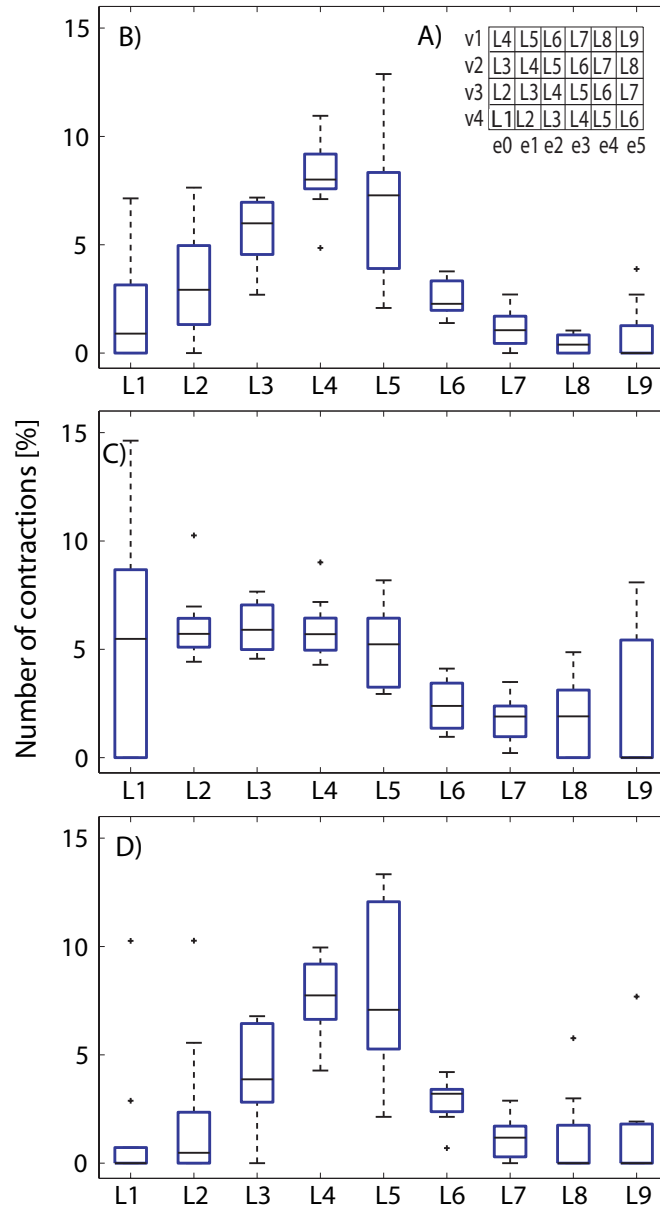 15
B)
A)
v1 L4 L5 L6 L7 L8 L9
v2 L3 L4 L5 L6 L7 L8
v3 L2 L3 L4 L5 L6 L7
v4 L1 L2 L3 L4 L5 L6
e0 e1 e2 e3 e4 e5
10
5
0
L1 L2 L3 L4 L5 L6 L7 L8 L9
Number of contractions [%]
15
C)
10
5
0
L1 L2 L3 L4 L5 L6 L7 L8 L9
15
D)
10
5
0
L1 L2 L3 L4 L5 L6 L7 L8 L9